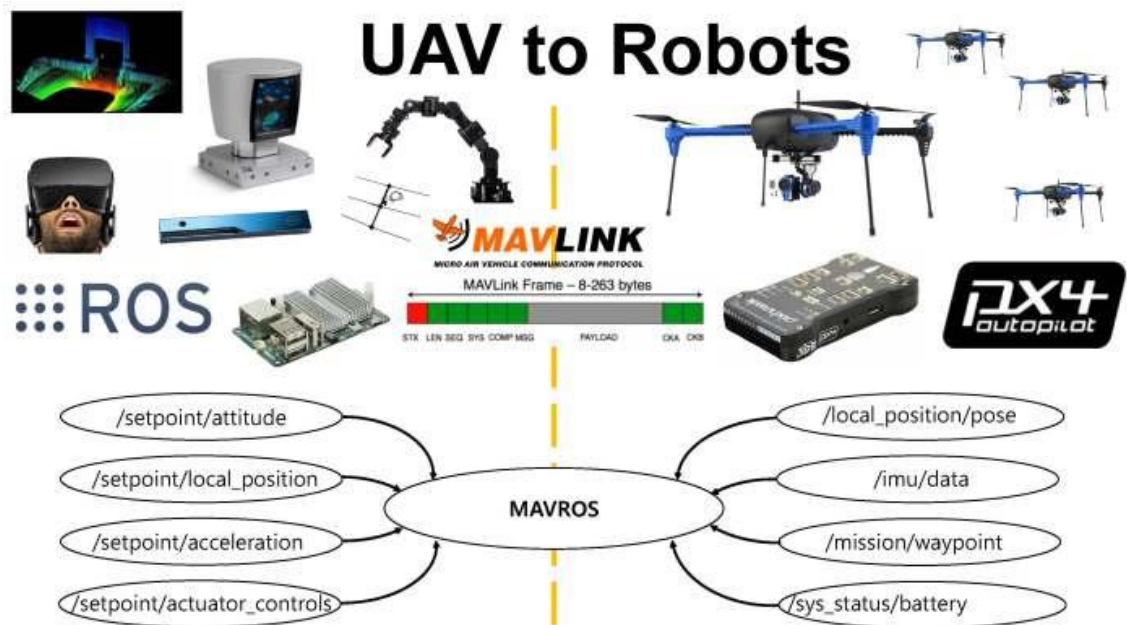 UAV to Robots
MAVLINK
MICRO AIR VEHICLE COMMUNICATION PROTOCOL
ROS
MAVLink Frame – 8-263 bytes
STX LEN SEQ SYS COMP MSG PAYLOAD CKA CKB
px4
autopilot
/setpoint/attitude
/setpoint/local_position
/setpoint/acceleration
/setpoint/actuator_controls
MAVROS
/local_position/pose
/imu/data
/mission/waypoint
/sys_status/battery